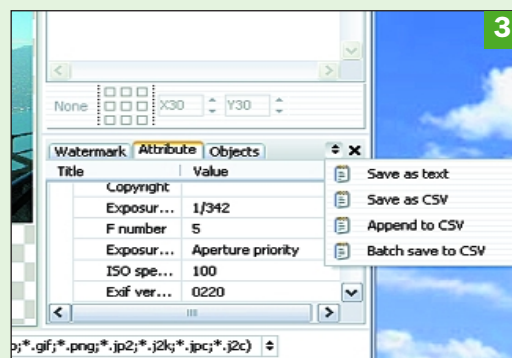 3
None X30 Y30
Watermark Attribute Objects
Title Value
Copyright
Exposur... 1/342
F number 5
Exposur... Aperture priority
ISO spe... 100
Exif ver... 0220
Save as text
Save as CSV
Append to CSV
Batch save to CSV
;*.gif;*.png;*.jp2;*.j2k;*.jpc;*.j2c)